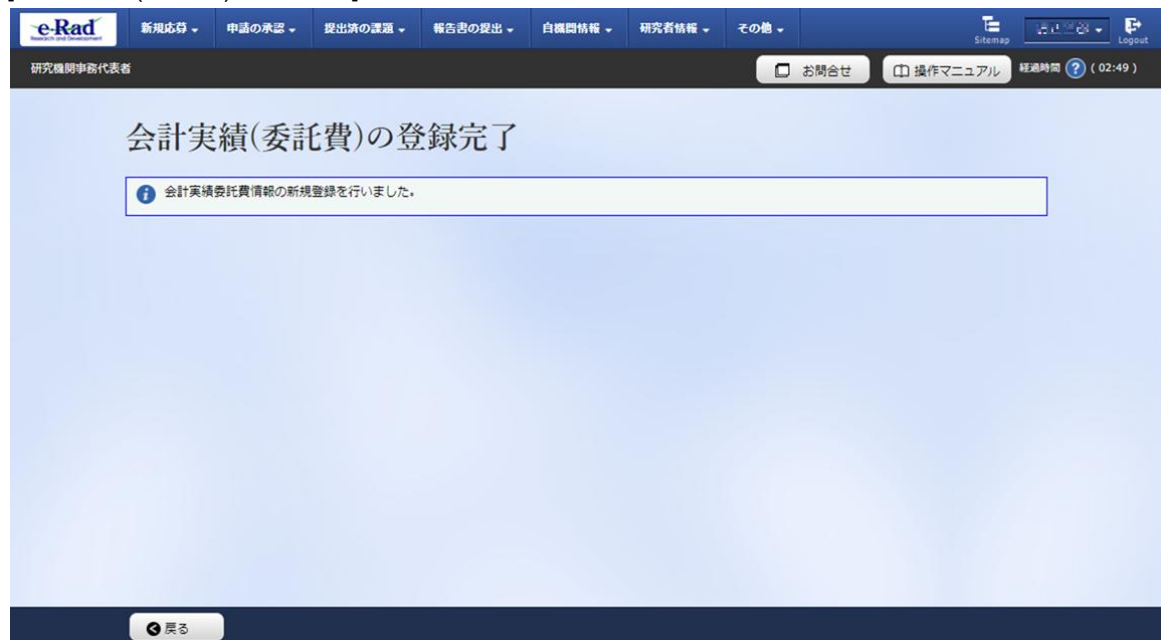 e-Rad
Research and Development
新規応募
申請の承認
提出済の課題
報告書の提出
自機関情報
研究者情報
その他
Sitemap
Logout
研究機関事務代表者
お問合せ
操作マニュアル
経過時間 ? ( 02:49 )
会計実績(委託費)の登録完了
会計実績委託費情報の新規登録を行いました。
戻る